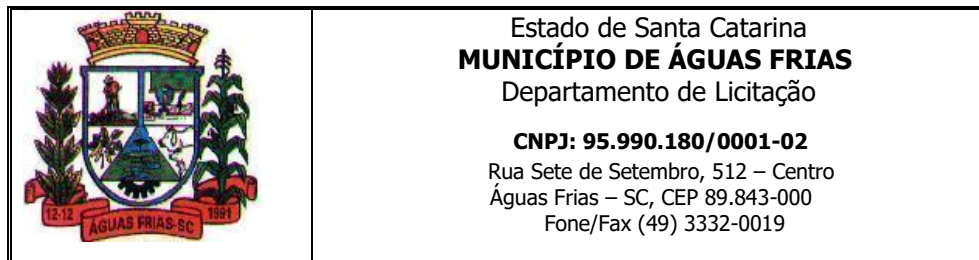 12-12
ÁGUAS FRIAS-SC
1991
Estado de Santa Catarina
MUNICÍPIO DE ÁGUAS FRIAS
Departamento de Licitação
CNPJ: 95.990.180/0001-02
Rua Sete de Setembro, 512 – Centro
Águas Frias – SC, CEP 89.843-000
Fone/Fax (49) 3332-0019